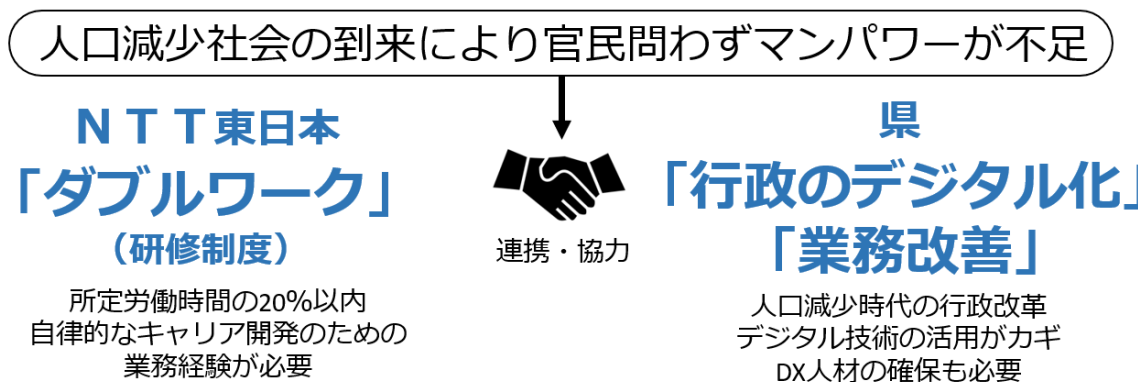 人口減少社会の到来により官民問わずマンパワーが不足
ＮＴＴ東日本
「ダブルワーク」
（研修制度）
所定労働時間の20%以内
自律的なキャリア開発のための
業務経験が必要
連携・協力
県
「行政のデジタル化」
「業務改善」
人口減少時代の行政改革
デジタル技術の活用がカギ
DX人材の確保も必要